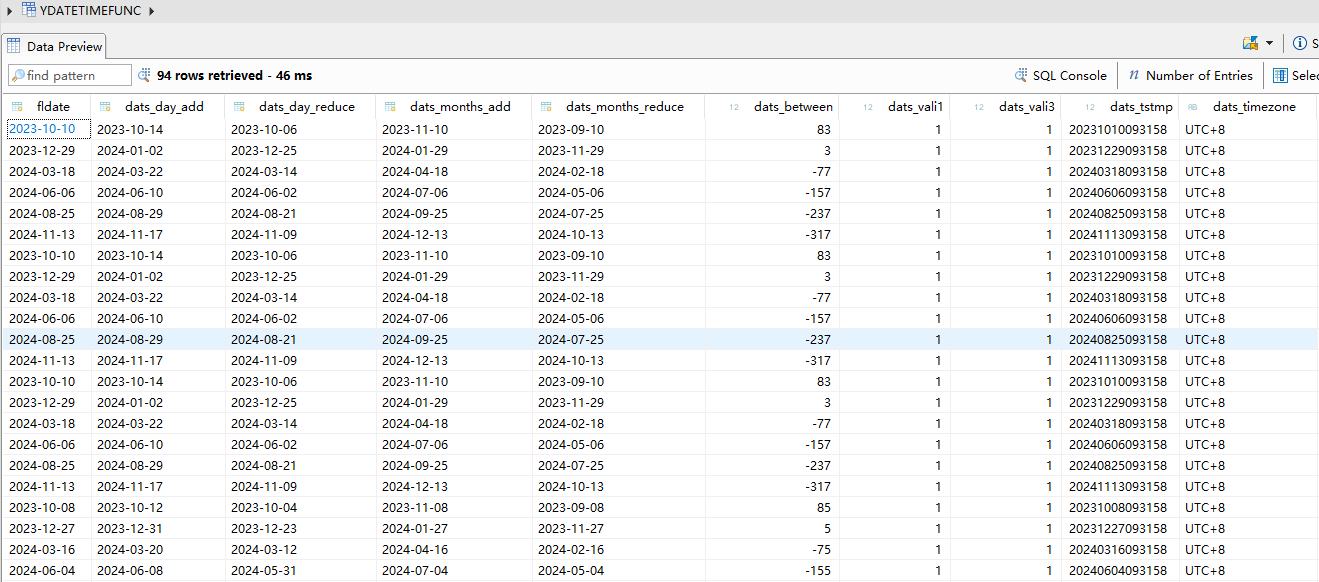 YDATETIMEFUNC
Data Preview
find pattern 94 rows retrieved - 46 ms SQL Console Number of Entries Selec
fldate dats_day_add dats_day_reduce dats_months_add dats_months_reduce 12 dats_between 12 dats_vali1 12 dats_vali3 12 dats_tstmp RB dats_timezone
2023-10-10 2023-10-14 2023-10-06 2023-11-10 2023-09-10 83 1 1 20231010093158 UTC+8
2023-12-29 2024-01-02 2023-12-25 2024-01-29 2023-11-29 3 1 1 20231229093158 UTC+8
2024-03-18 2024-03-22 2024-03-14 2024-04-18 2024-02-18 -77 1 1 20240318093158 UTC+8
2024-06-06 2024-06-10 2024-06-02 2024-07-06 2024-05-06 -157 1 1 20240606093158 UTC+8
2024-08-25 2024-08-29 2024-08-21 2024-09-25 2024-07-25 -237 1 1 20240825093158 UTC+8
2024-11-13 2024-11-17 2024-11-09 2024-12-13 2024-10-13 -317 1 1 20241113093158 UTC+8
2023-10-10 2023-10-14 2023-10-06 2023-11-10 2023-09-10 83 1 1 20231010093158 UTC+8
2023-12-29 2024-01-02 2023-12-25 2024-01-29 2023-11-29 3 1 1 20231229093158 UTC+8
2024-03-18 2024-03-22 2024-03-14 2024-04-18 2024-02-18 -77 1 1 20240318093158 UTC+8
2024-06-06 2024-06-10 2024-06-02 2024-07-06 2024-05-06 -157 1 1 20240606093158 UTC+8
2024-08-25 2024-08-29 2024-08-21 2024-09-25 2024-07-25 -237 1 1 20240825093158 UTC+8
2024-11-13 2024-11-17 2024-11-09 2024-12-13 2024-10-13 -317 1 1 20241113093158 UTC+8
2023-10-10 2023-10-14 2023-10-06 2023-11-10 2023-09-10 83 1 1 20231010093158 UTC+8
2023-12-29 2024-01-02 2023-12-25 2024-01-29 2023-11-29 3 1 1 20231229093158 UTC+8
2024-03-18 2024-03-22 2024-03-14 2024-04-18 2024-02-18 -77 1 1 20240318093158 UTC+8
2024-06-06 2024-06-10 2024-06-02 2024-07-06 2024-05-06 -157 1 1 20240606093158 UTC+8
2024-08-25 2024-08-29 2024-08-21 2024-09-25 2024-07-25 -237 1 1 20240825093158 UTC+8
2024-11-13 2024-11-17 2024-11-09 2024-12-13 2024-10-13 -317 1 1 20241113093158 UTC+8
2023-10-08 2023-10-12 2023-10-04 2023-11-08 2023-09-08 85 1 1 20231008093158 UTC+8
2023-12-27 2023-12-31 2023-12-23 2024-01-27 2023-11-27 5 1 1 20231227093158 UTC+8
2024-03-16 2024-03-20 2024-03-12 2024-04-16 2024-02-16 -75 1 1 20240316093158 UTC+8
2024-06-04 2024-06-08 2024-05-31 2024-07-04 2024-05-04 -155 1 1 20240604093158 UTC+8